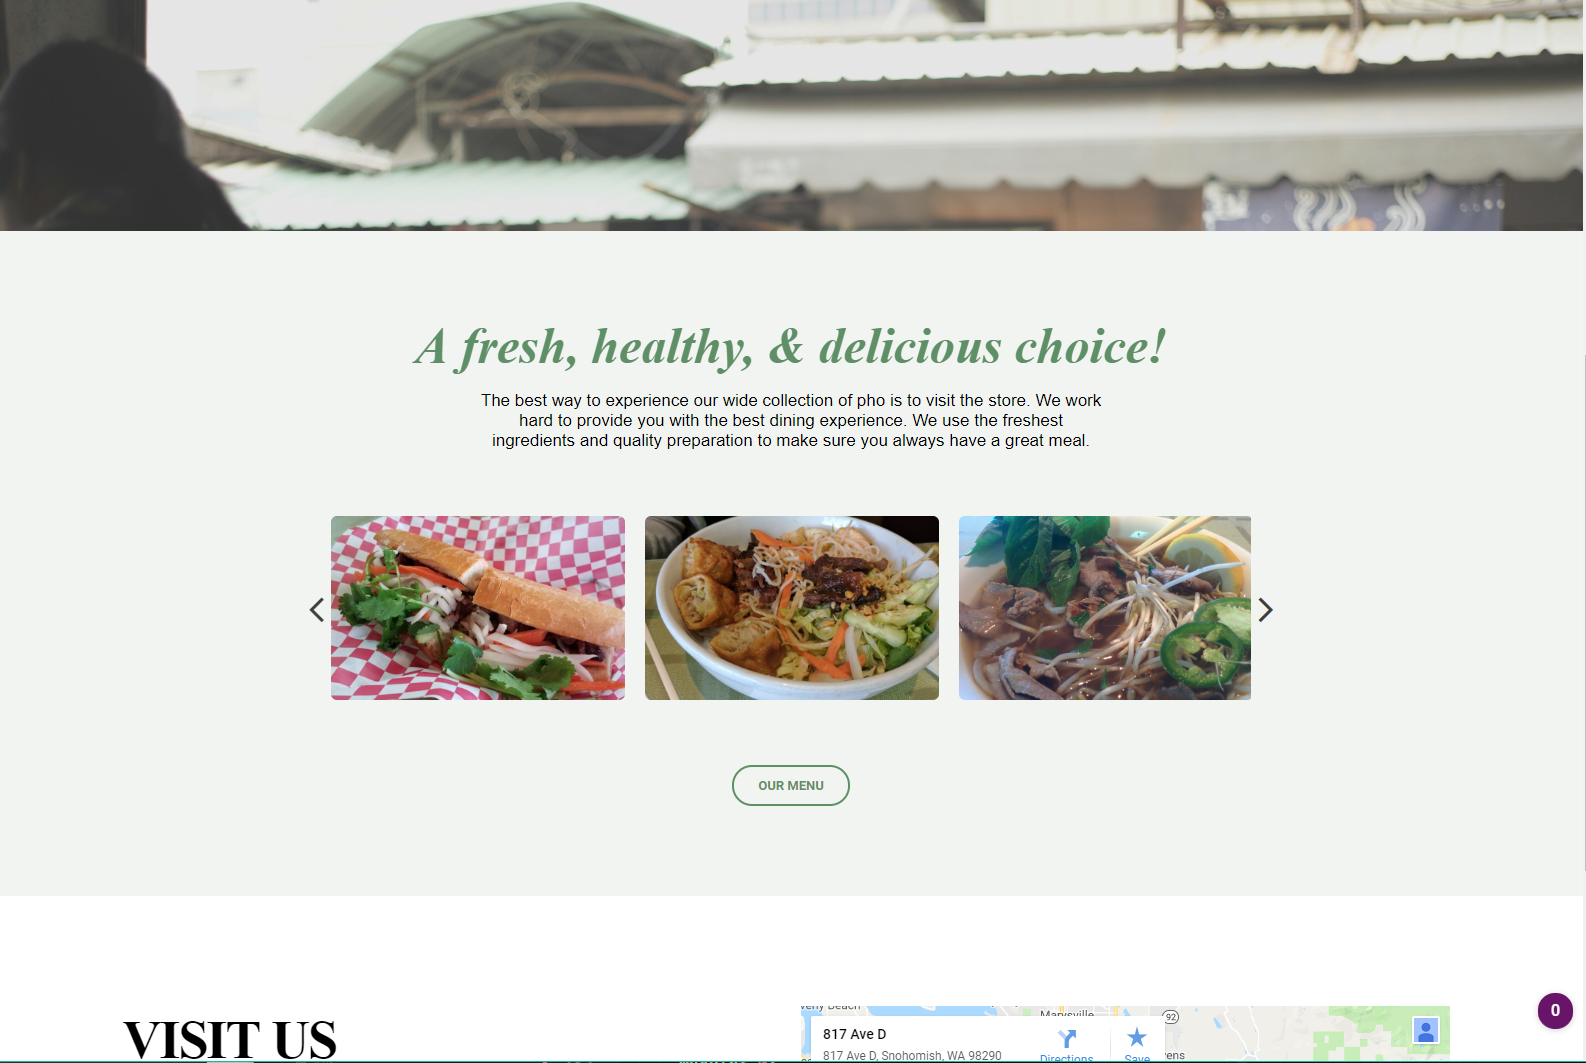 A fresh, healthy, & delicious choice!
The best way to experience our wide collection of pho is to visit the store. We work
hard to provide you with the best dining experience. We use the freshest
ingredients and quality preparation to make sure you always have a great meal.
OUR MENU
VISIT US
Marysville
92
817 Ave D
817 Ave D, Snohomish, WA 98290
Directions
Save
0